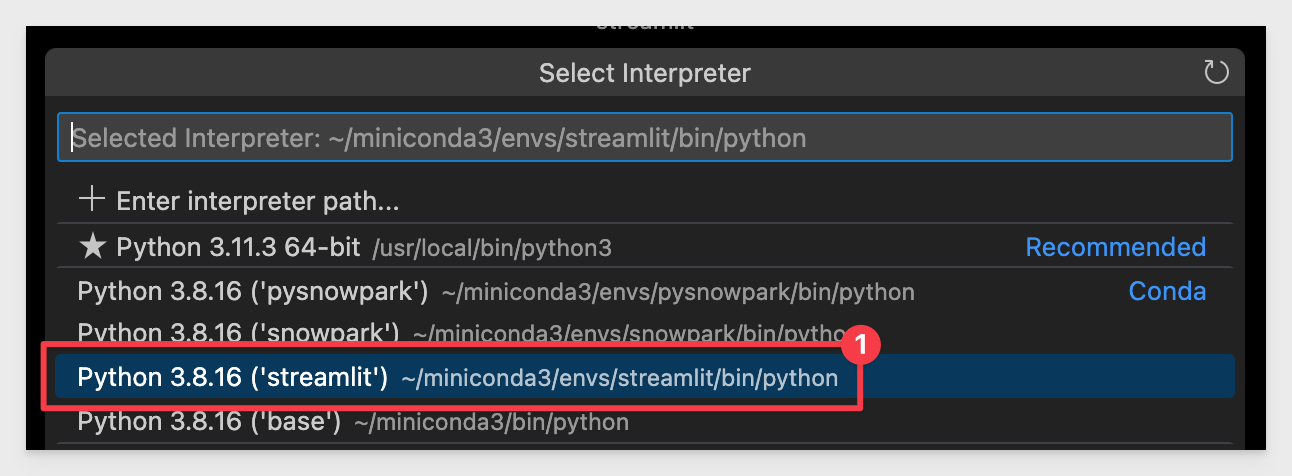 streamlit
Select Interpreter
Selected Interpreter: ~/miniconda3/envs/streamlit/bin/python
Enter interpreter path...
Python 3.11.3 64-bit /usr/local/bin/python3 Recommended
Python 3.8.16 ('pysnowpark') ~/miniconda3/envs/pysnowpark/bin/python Conda
Python 3.8.16 ('snowpark') ~/miniconda3/envs/snowpark/bin/python
1
Python 3.8.16 ('streamlit') ~/miniconda3/envs/streamlit/bin/python
Python 3.8.16 ('base') ~/miniconda3/bin/python